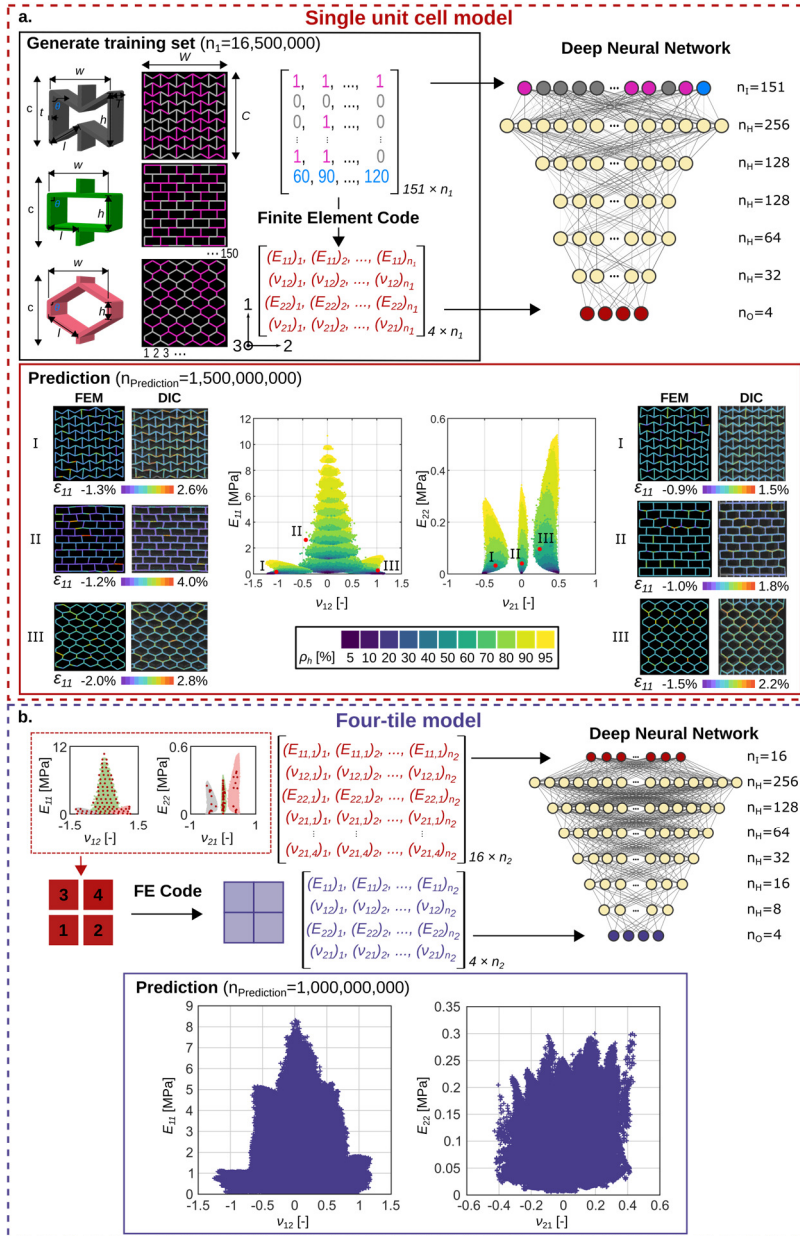 a.
Single unit cell model
Generate training set (n1=16,500,000)
w
c
t
θ
T
h
l
W
C
w
c
θ
h
l
... 150
w
c
θ
h
l
1 2 3 ...
1
3
2
1, 1, ..., 1
0, 0, ..., 0
0, 1, ..., 0
⋮ ⋮ ⋮
1, 1, ..., 0
60, 90, ..., 120
151 × n1
Finite Element Code
(E11)1, (E11)2, ..., (E11)n1
(ν12)1, (ν12)2, ..., (ν12)n1
(E22)1, (E22)2, ..., (E22)n1
(ν21)1, (ν21)2, ..., (ν21)n1
4 × n1
Deep Neural Network
nI=151
nH=256
nH=128
nH=128
nH=64
nH=32
nO=4
Prediction (nPrediction=1,500,000,000)
FEM DIC
I
ε11 -1.3% 2.6%
II
ε11 -1.2% 4.0%
III
ε11 -2.0% 2.8%
E11 [MPa]
12
10
8
6
4
2
0
I
II
III
-1.5 -1 -0.5 0 0.5 1 1.5
ν12 [-]
E22 [MPa]
0.6
0.4
0.2
0
I
II
III
-1 -0.5 0 0.5 1
ν21 [-]
ρh [%]
5 10 20 30 40 50 60 70 80 90 95
FEM DIC
I
ε11 -0.9% 1.5%
II
ε11 -1.0% 1.8%
III
ε11 -1.5% 2.2%
b.
Four-tile model
E11 [MPa]
12
0
-1.5 1.5
ν12 [-]
E22 [MPa]
0.6
0
-1 1
ν21 [-]
(E11,1)1, (E11,1)2, ..., (E11,1)n2
(ν12,1)1, (ν12,1)2, ..., (ν12,1)n2
(E22,1)1, (E22,1)2, ..., (E22,1)n2
(ν21,1)1, (ν21,1)2, ..., (ν21,1)n2
⋮ ⋮ ⋮
(ν21,4)1, (ν21,4)2, ..., (ν21,4)n2
16 × n2
3 4
1 2
FE Code
(E11)1, (E11)2, ..., (E11)n2
(ν12)1, (ν12)2, ..., (ν12)n2
(E22)1, (E22)2, ..., (E22)n2
(ν21)1, (ν21)2, ..., (ν21)n2
4 × n2
Deep Neural Network
nI=16
nH=256
nH=128
nH=64
nH=32
nH=16
nH=8
nO=4
Prediction (nPrediction=1,000,000,000)
E11 [MPa]
9
8
7
6
5
4
3
2
1
0
-1.5 -1 -0.5 0 0.5 1 1.5
ν12 [-]
E22 [MPa]
0.35
0.3
0.25
0.2
0.15
0.1
0.05
0
-0.6 -0.4 -0.2 0 0.2 0.4 0.6
ν21 [-]